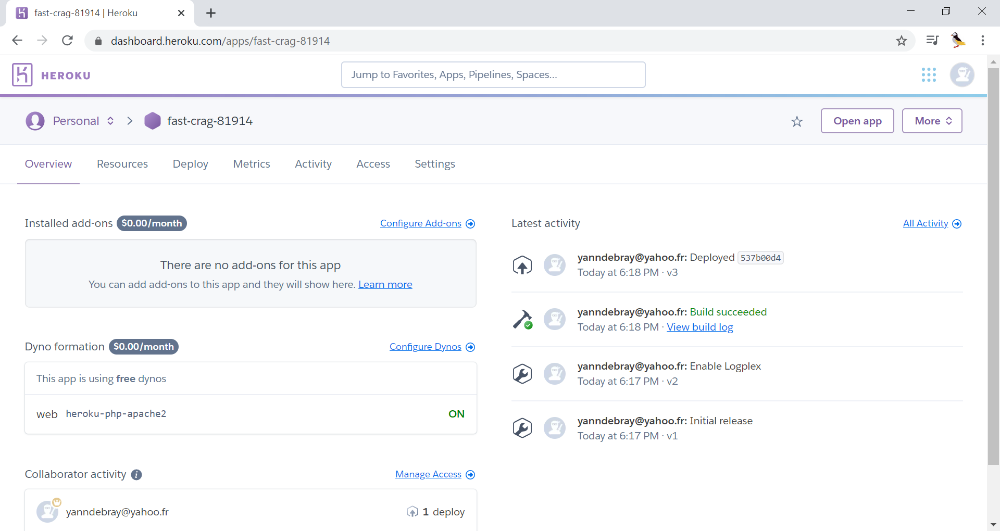 fast-crag-81914 | Heroku
dashboard.heroku.com/apps/fast-crag-81914
HEROKU
Jump to Favorites, Apps, Pipelines, Spaces...
Personal
fast-crag-81914
Open app
More
Overview
Resources
Deploy
Metrics
Activity
Access
Settings
Installed add-ons $0.00/month
Configure Add-ons
There are no add-ons for this app
You can add add-ons to this app and they will show here. Learn more
Dyno formation $0.00/month
Configure Dynos
This app is using free dynos
web heroku-php-apache2
ON
Collaborator activity
Manage Access
yanndebray@yahoo.fr
1 deploy
Latest activity
All Activity
yanndebray@yahoo.fr: Deployed 537b00d4
Today at 6:18 PM · v3
yanndebray@yahoo.fr: Build succeeded
Today at 6:18 PM · View build log
yanndebray@yahoo.fr: Enable Logplex
Today at 6:17 PM · v2
yanndebray@yahoo.fr: Initial release
Today at 6:17 PM · v1